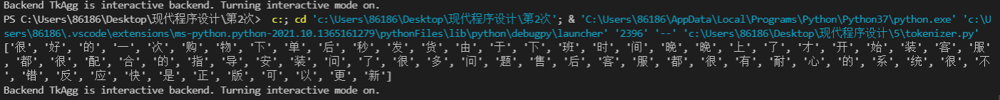 Backend TkAgg is interactive backend. Turning interactive mode on.
PS C:\Users\86186\Desktop\现代程序设计\第2次>  c:; cd 'c:\Users\86186\Desktop\现代程序设计\第2次'; & 'C:\Users\86186\AppData\Local\Programs\Python\Python37\python.exe' 'c:\U
sers\86186\.vscode\extensions\ms-python.python-2021.10.1365161279\pythonFiles\lib\python\debugpy\launcher' '2396' '--' 'c:\Users\86186\Desktop\现代程序设计\5\tokenizer.py'
['很', '好', '的', '一', '次', '购', '物', '下', '单', '后', '秒', '发', '货', '由', '于', '下', '班', '时', '间', '晚', '晚', '上', '了', '才', '开', '始', '装', '客', '服'
, '都', '很', '配', '合', '的', '指', '导', '安', '装', '问', '了', '很', '多', '问', '题', '售', '后', '客', '服', '都', '很', '有', '耐', '心', '的', '系', '统', '很', '不'
, '错', '反', '应', '快', '是', '正', '版', '可', '以', '更', '新']
Backend TkAgg is interactive backend. Turning interactive mode on.